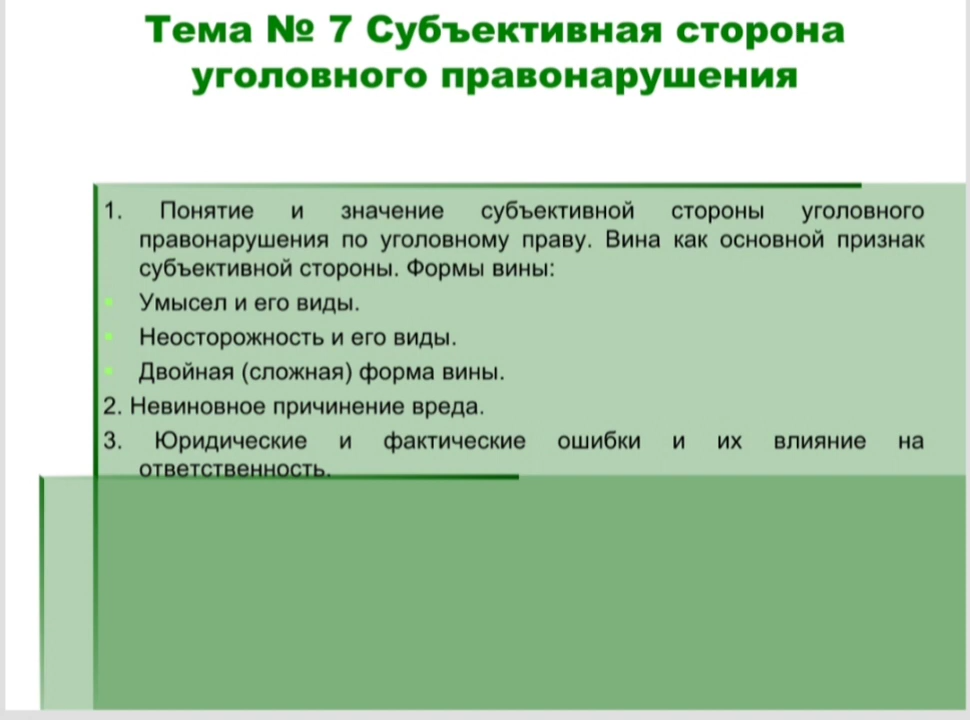 Тема № 7 Субъективная сторона
уголовного правонарушения
1. Понятие и значение субъективной стороны уголовного
правонарушения по уголовному праву. Вина как основной признак
субъективной стороны. Формы вины:
Умысел и его виды.
Неосторожность и его виды.
Двойная (сложная) форма вины.
2. Невиновное причинение вреда.
3. Юридические и фактические ошибки и их влияние на
ответственность.